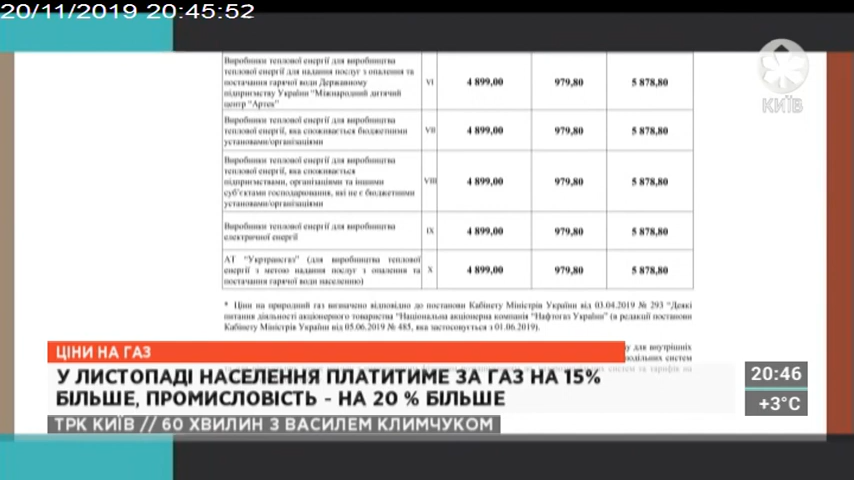 20/11/2019 20:45:52
КИЇВ
Виробники теплової енергії для виробництва
теплової енергії для надання послуг з опалення та
постачання гарячої води Державному
підприємству України "Міжнародний дитячий
центр "Артек"
VI 4 899,00 979,80 5 878,80
Виробники теплової енергії для виробництва
теплової енергії, яка споживається бюджетними
установами/організаціями
VII 4 899,00 979,80 5 878,80
Виробники теплової енергії для виробництва
теплової енергії, яка споживається
підприємствами, організаціями та іншими
суб'єктами господарювання, які не є бюджетними
установами/організаціями
VIII 4 899,00 979,80 5 878,80
Виробники теплової енергії для виробництва
електричної енергії
IX 4 899,00 979,80 5 878,80
АТ "Укртрансгаз" (для виробництва теплової
енергії з метою надання послуг з опалення та
постачання гарячої води населенню)
X 4 899,00 979,80 5 878,80
* Ціни на природний газ визначено відповідно до постанови Кабінету Міністрів України від 03.04.2019 № 293 "Деякі
питання діяльності акціонерного товариства "Національна акціонерна компанія "Нафтогаз України" (в редакції постанови
Кабінету Міністрів України від 05.06.2019 № 485, яка застосовується з 01.06.2019).
для внутрішніх
систем
ЦІНИ НА ГАЗ
У ЛИСТОПАДІ НАСЕЛЕННЯ ПЛАТИТИМЕ ЗА ГАЗ НА 15%
БІЛЬШЕ, ПРОМИСЛОВІСТЬ - НА 20 % БІЛЬШЕ
ТРК КИЇВ // 60 ХВИЛИН З ВАСИЛЕМ КЛИМЧУКОМ
20:46
+3°C